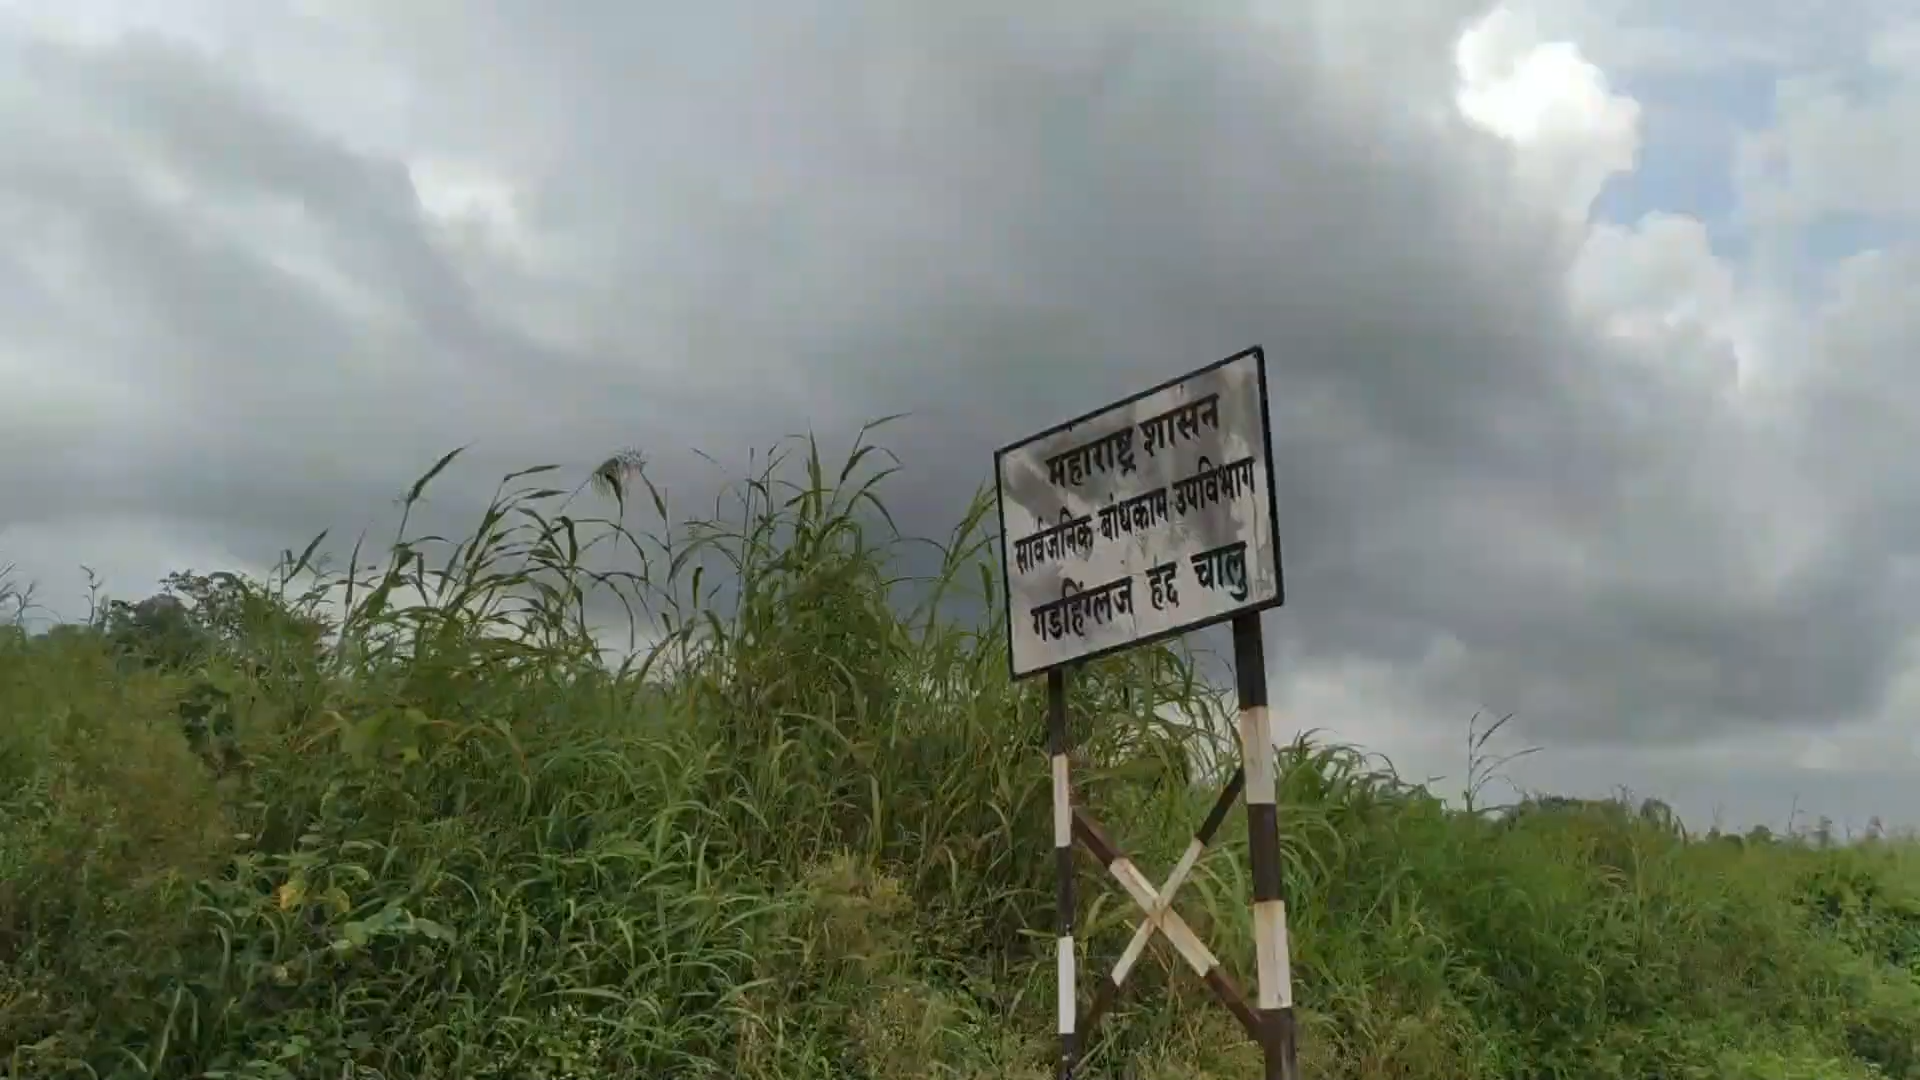 महाराष्ट्र शासन
सार्वजनिक बांधकाम उपविभाग
गडहिंग्लज हद्द चालु